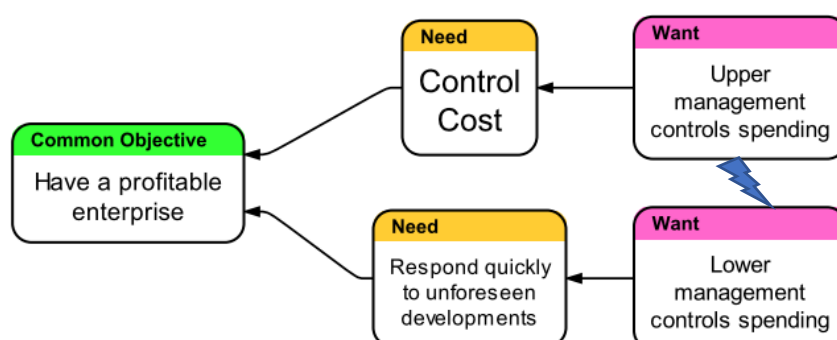 Need
Control
Cost
Want
Upper
management
controls spending
Common Objective
Have a profitable
enterprise
Need
Respond quickly
to unforeseen
developments
Want
Lower
management
controls spending